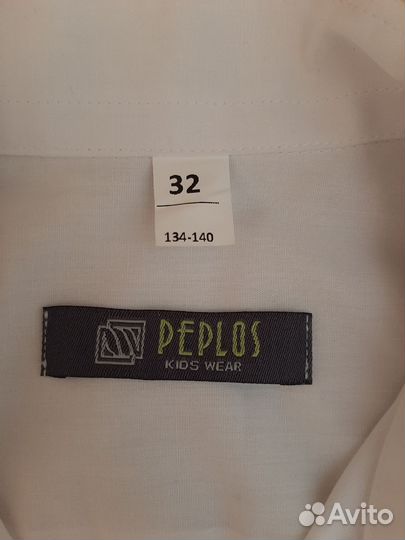 32
134-140
PEPLOS
KIDS WEAR
Avito